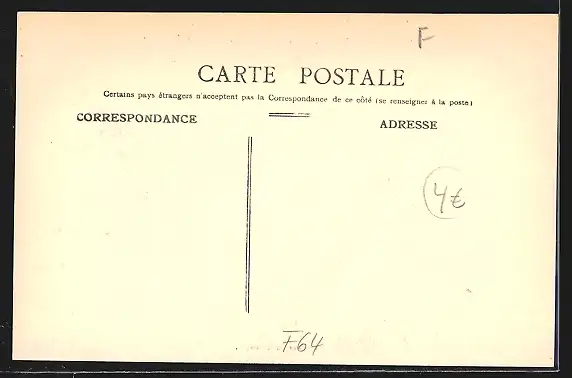 F
CARTE POSTALE
Certains pays étrangers n'acceptent pas la Correspondance de ce côté (se renseigner à la poste)
CORRESPONDANCE
ADRESSE
4€
F64